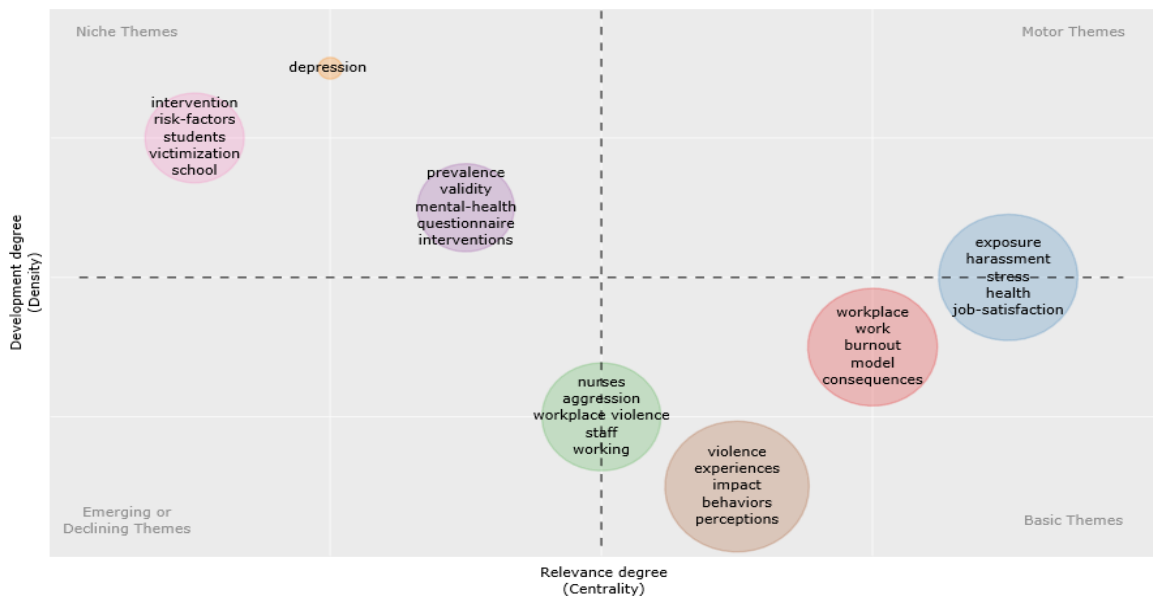 Niche Themes
Motor Themes
depression
intervention
risk-factors
students
victimization
school
prevalence
validity
mental-health
questionnaire
interventions
exposure
harassment
stress
health
job-satisfaction
workplace
work
burnout
model
consequences
nurses
aggression
workplace violence
staff
working
violence
experiences
impact
behaviors
perceptions
Emerging or
Declining Themes
Basic Themes
Development degree
(Density)
Relevance degree
(Centrality)